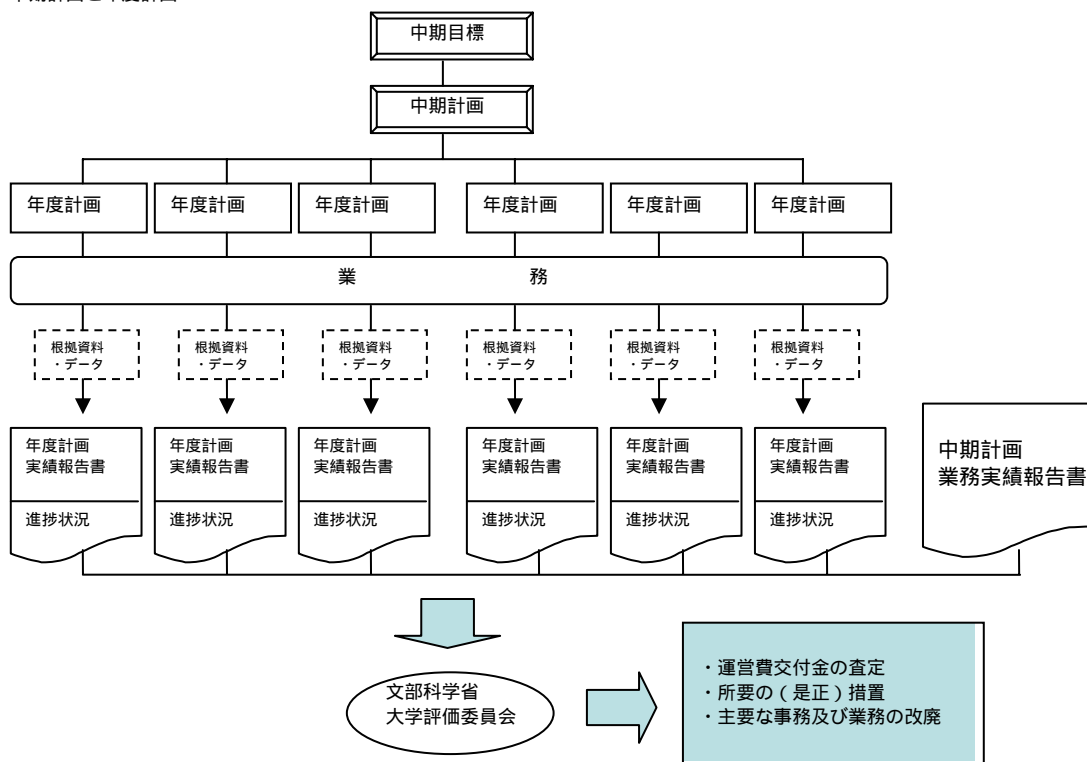 中期目標
中期計画
年度計画
年度計画
年度計画
年度計画
年度計画
年度計画
業 務
根拠資料
・データ
根拠資料
・データ
根拠資料
・データ
根拠資料
・データ
根拠資料
・データ
根拠資料
・データ
年度計画
実績報告書
進捗状況
年度計画
実績報告書
進捗状況
年度計画
実績報告書
進捗状況
年度計画
実績報告書
進捗状況
年度計画
実績報告書
進捗状況
年度計画
実績報告書
進捗状況
中期計画
業務実績報告書
文部科学省
大学評価委員会
・運営費交付金の査定
・所要の(是正)措置
・主要な事務及び業務の改廃